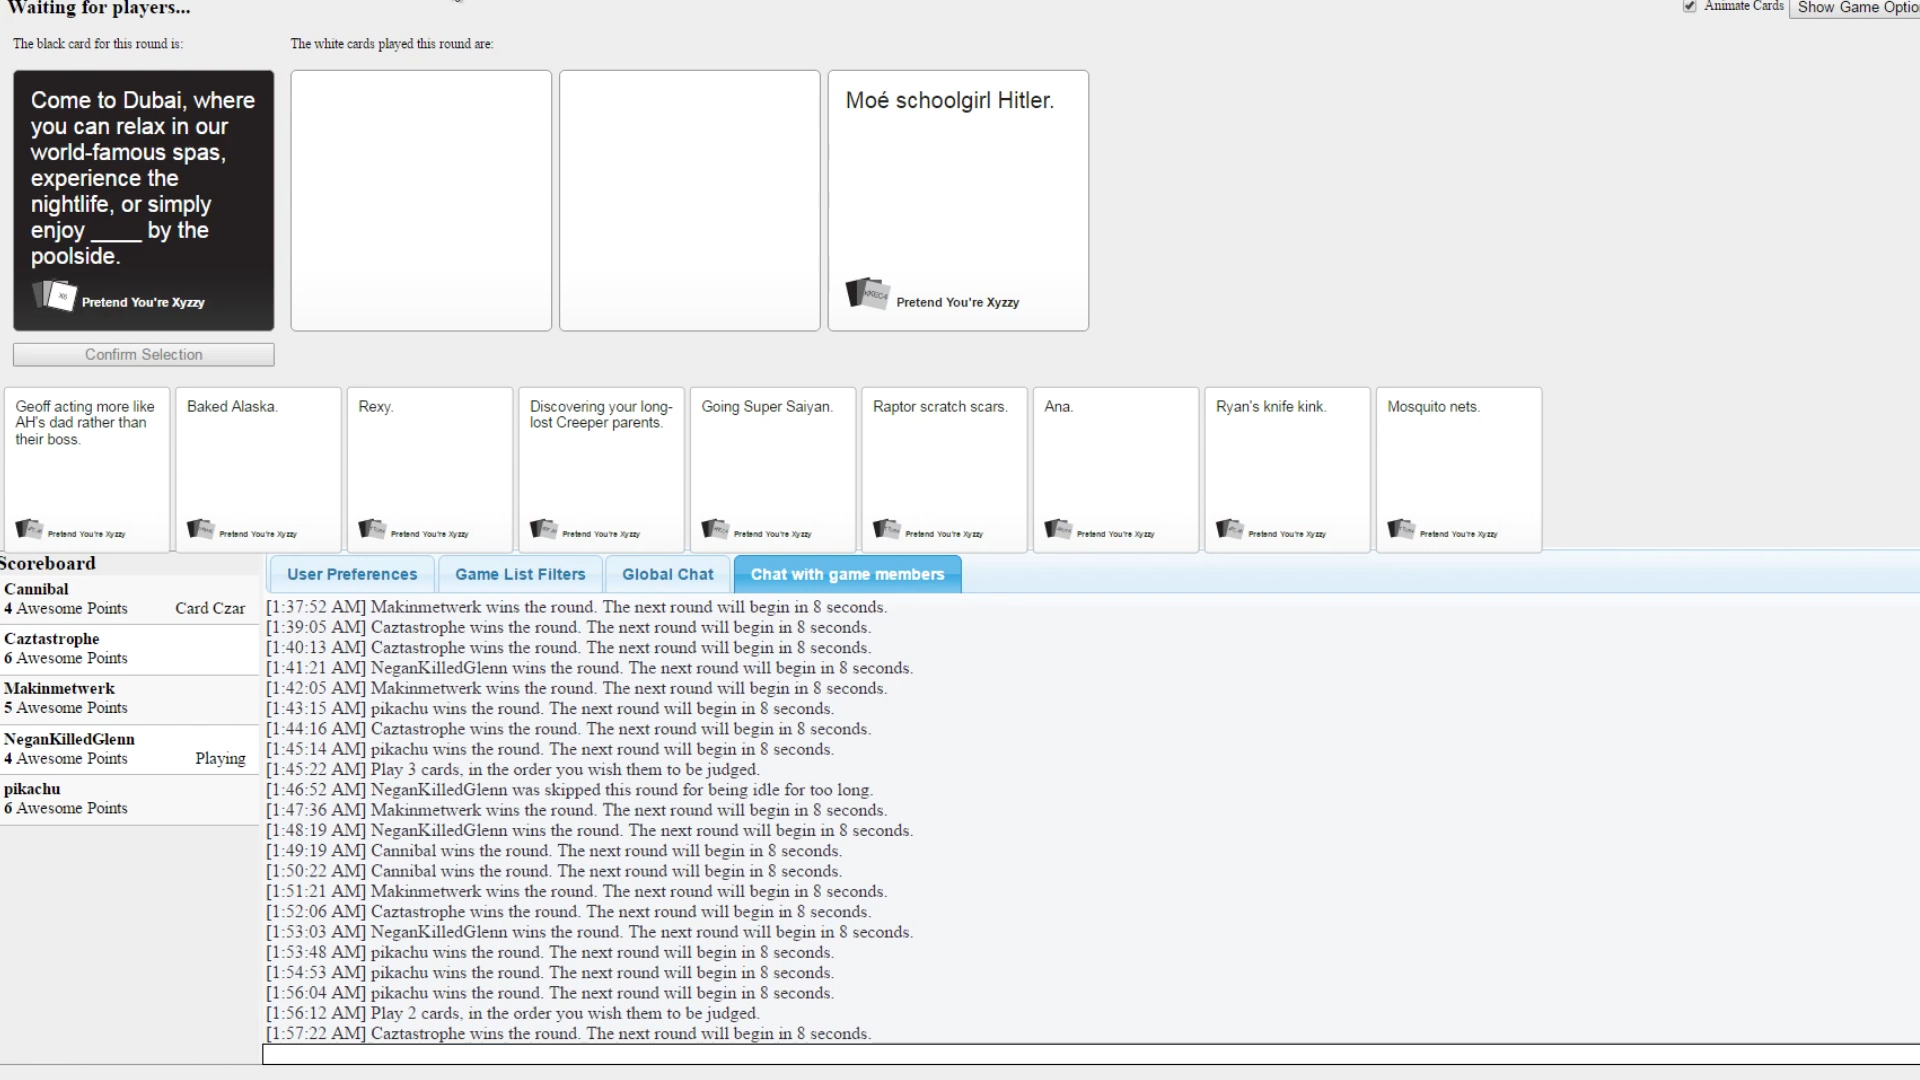 Waiting for players...
Animate Cards
Show Game Optio
The black card for this round is:
The white cards played this round are:
Come to Dubai, where
you can relax in our
world-famous spas,
experience the
nightlife, or simply
enjoy ____ by the
poolside.
Pretend You're Xyzzy
Moé schoolgirl Hitler.
Pretend You're Xyzzy
Confirm Selection
Geoff acting more like
AH's dad rather than
their boss.
Pretend You're Xyzzy
Baked Alaska.
Pretend You're Xyzzy
Rexy.
Pretend You're Xyzzy
Discovering your long-
lost Creeper parents.
Pretend You're Xyzzy
Going Super Saiyan.
Pretend You're Xyzzy
Raptor scratch scars.
Pretend You're Xyzzy
Ana.
Pretend You're Xyzzy
Ryan's knife kink.
Pretend You're Xyzzy
Mosquito nets.
Pretend You're Xyzzy
Scoreboard
Cannibal
4 Awesome Points Card Czar
Caztastrophe
6 Awesome Points
Makinmetwerk
5 Awesome Points
NeganKilledGlenn
4 Awesome Points Playing
pikachu
6 Awesome Points
User Preferences
Game List Filters
Global Chat
Chat with game members
[1:37:52 AM] Makinmetwerk wins the round. The next round will begin in 8 seconds.
[1:39:05 AM] Caztastrophe wins the round. The next round will begin in 8 seconds.
[1:40:13 AM] Caztastrophe wins the round. The next round will begin in 8 seconds.
[1:41:21 AM] NeganKilledGlenn wins the round. The next round will begin in 8 seconds.
[1:42:05 AM] Makinmetwerk wins the round. The next round will begin in 8 seconds.
[1:43:15 AM] pikachu wins the round. The next round will begin in 8 seconds.
[1:44:16 AM] Caztastrophe wins the round. The next round will begin in 8 seconds.
[1:45:14 AM] pikachu wins the round. The next round will begin in 8 seconds.
[1:45:22 AM] Play 3 cards, in the order you wish them to be judged.
[1:46:52 AM] NeganKilledGlenn was skipped this round for being idle for too long.
[1:47:36 AM] Makinmetwerk wins the round. The next round will begin in 8 seconds.
[1:48:19 AM] NeganKilledGlenn wins the round. The next round will begin in 8 seconds.
[1:49:19 AM] Cannibal wins the round. The next round will begin in 8 seconds.
[1:50:22 AM] Cannibal wins the round. The next round will begin in 8 seconds.
[1:51:21 AM] Makinmetwerk wins the round. The next round will begin in 8 seconds.
[1:52:06 AM] Caztastrophe wins the round. The next round will begin in 8 seconds.
[1:53:03 AM] NeganKilledGlenn wins the round. The next round will begin in 8 seconds.
[1:53:48 AM] pikachu wins the round. The next round will begin in 8 seconds.
[1:54:53 AM] pikachu wins the round. The next round will begin in 8 seconds.
[1:56:04 AM] pikachu wins the round. The next round will begin in 8 seconds.
[1:56:12 AM] Play 2 cards, in the order you wish them to be judged.
[1:57:22 AM] Caztastrophe wins the round. The next round will begin in 8 seconds.